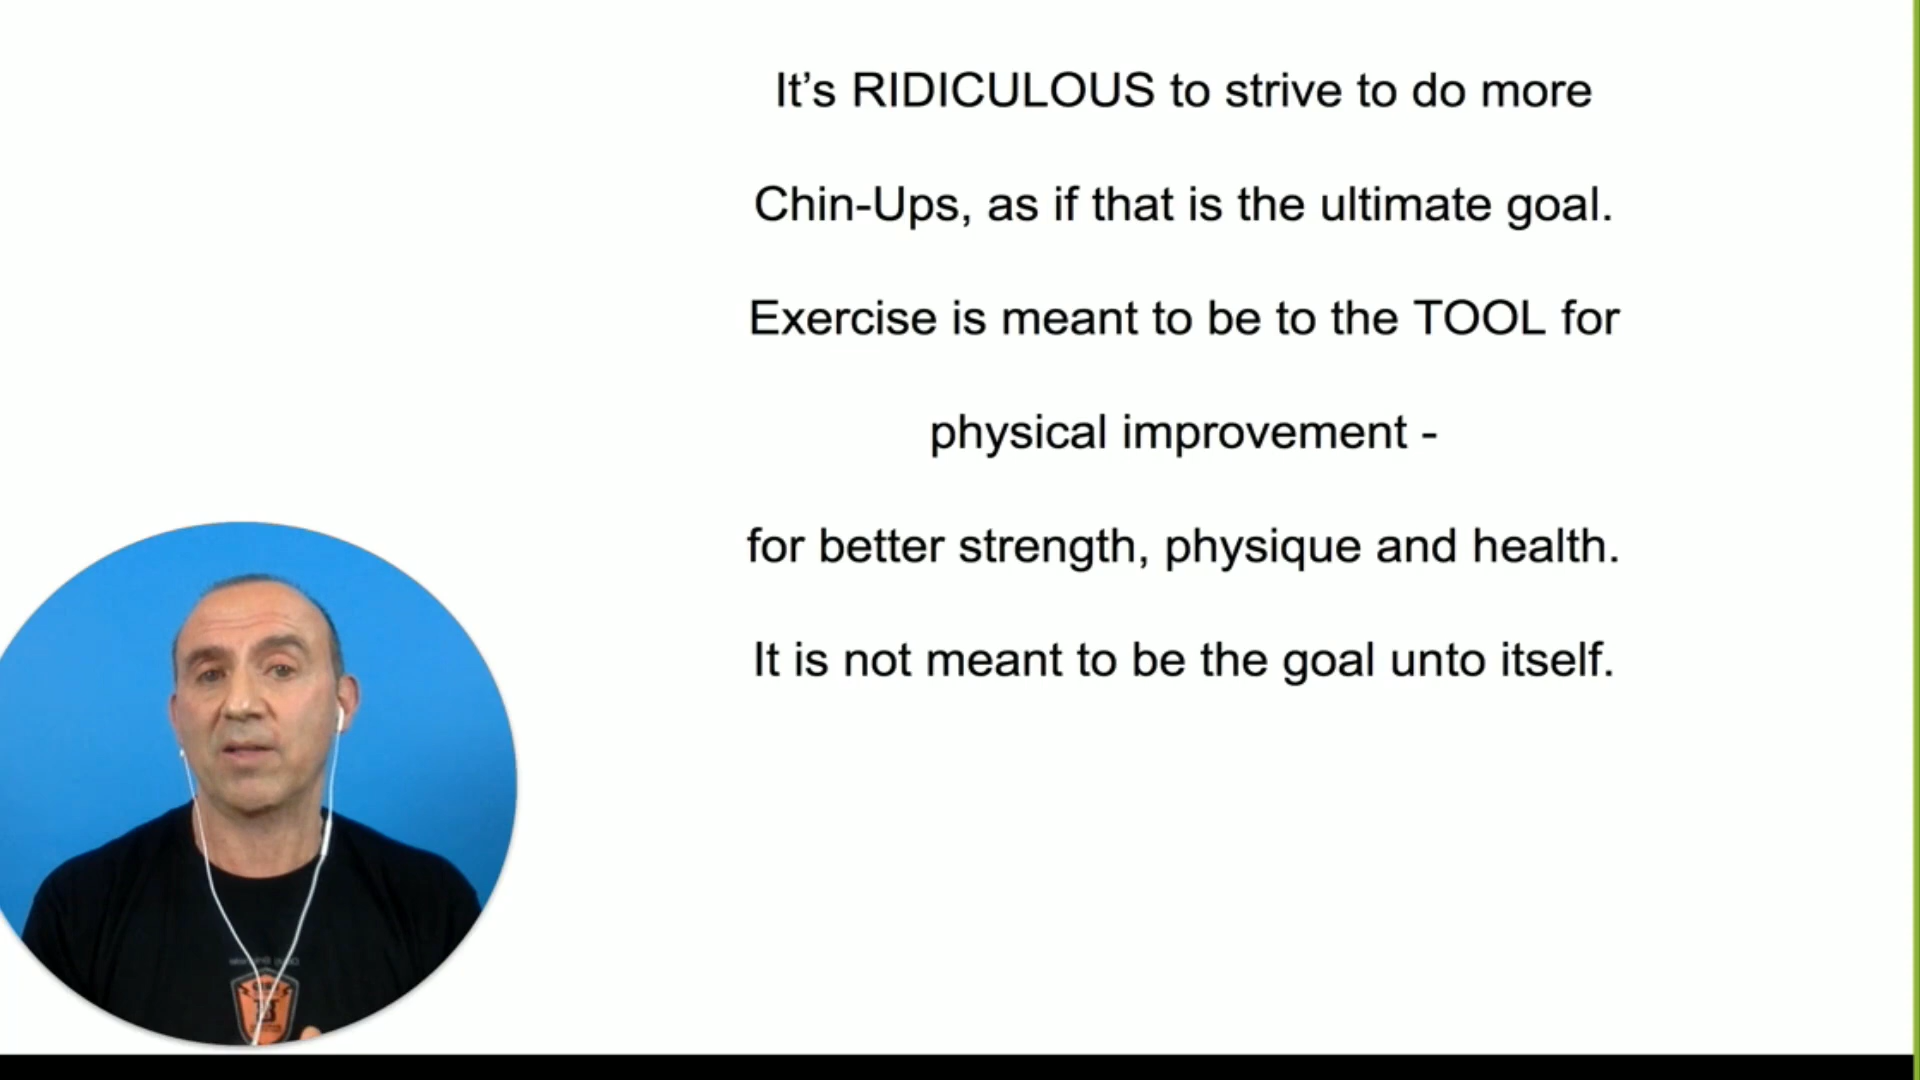 It’s RIDICULOUS to strive to do more
Chin-Ups, as if that is the ultimate goal.
Exercise is meant to be to the TOOL for
physical improvement -
for better strength, physique and health.
It is not meant to be the goal unto itself.